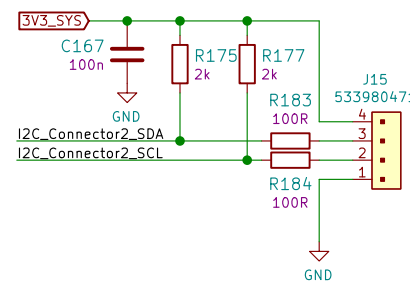 3V3_SYS
C167
100n
R175
2k
R177
2k
GND
J15
533980471
R183
100R
I2C_Connector2_SDA
I2C_Connector2_SCL
4
3
2
1
R184
100R
GND